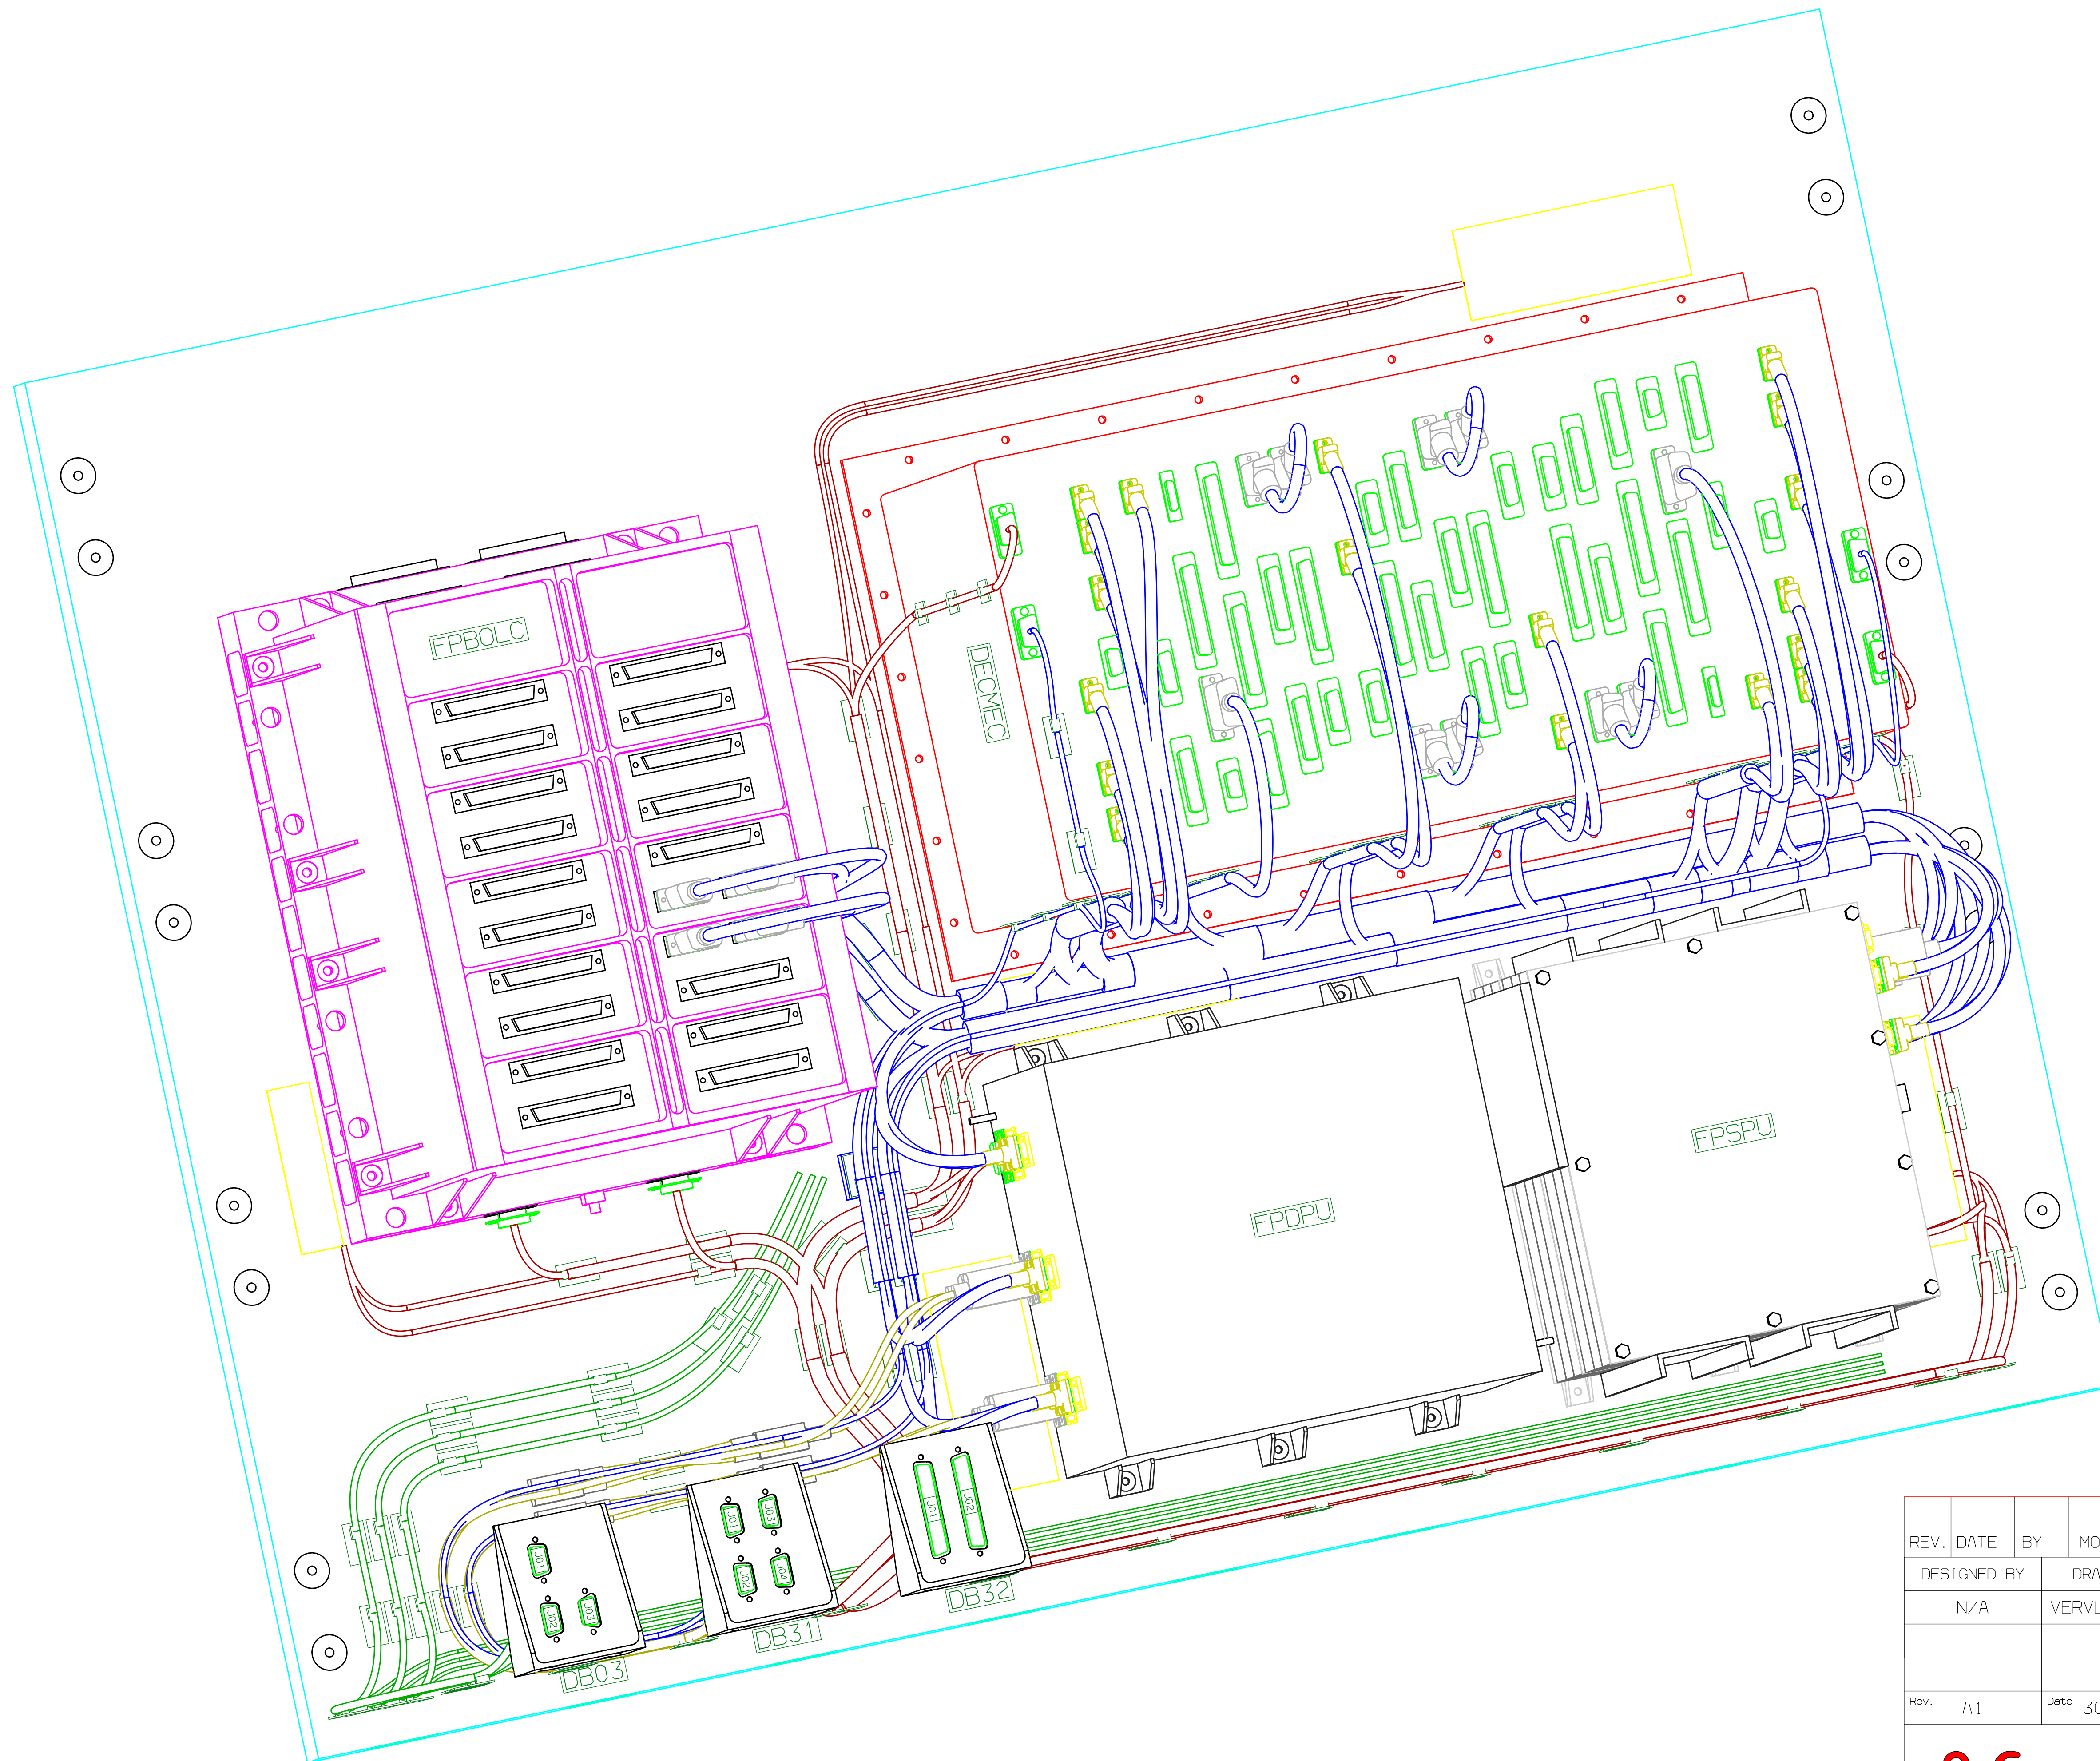 FPBOLC
DECMEC
FPSPU
FPDPU
J01
J02
J01
J03
J02
J04
J01
J02
J03
DB32
DB31
DB03
REV. DATE BY
DESIGNED BY
N/A
Rev. A1 Date